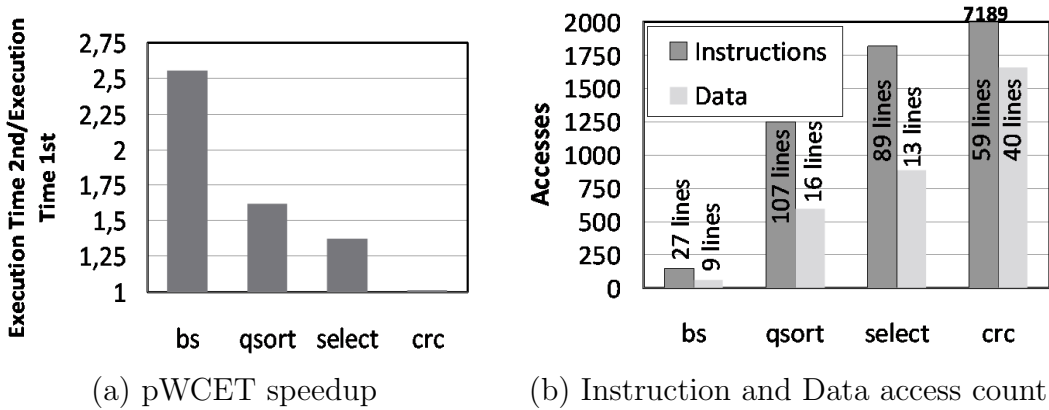 Execution Time 2nd/Execution
Time 1st
2,75
2,5
2,25
2
1,75
1,5
1,25
1
bs qsort select crc
(a) pWCET speedup
Accesses
2000
1750
1500
1250
1000
750
500
250
0
7189
Instructions
Data
27 lines
9 lines
107 lines
16 lines
89 lines
13 lines
59 lines
40 lines
bs qsort select crc
(b) Instruction and Data access count